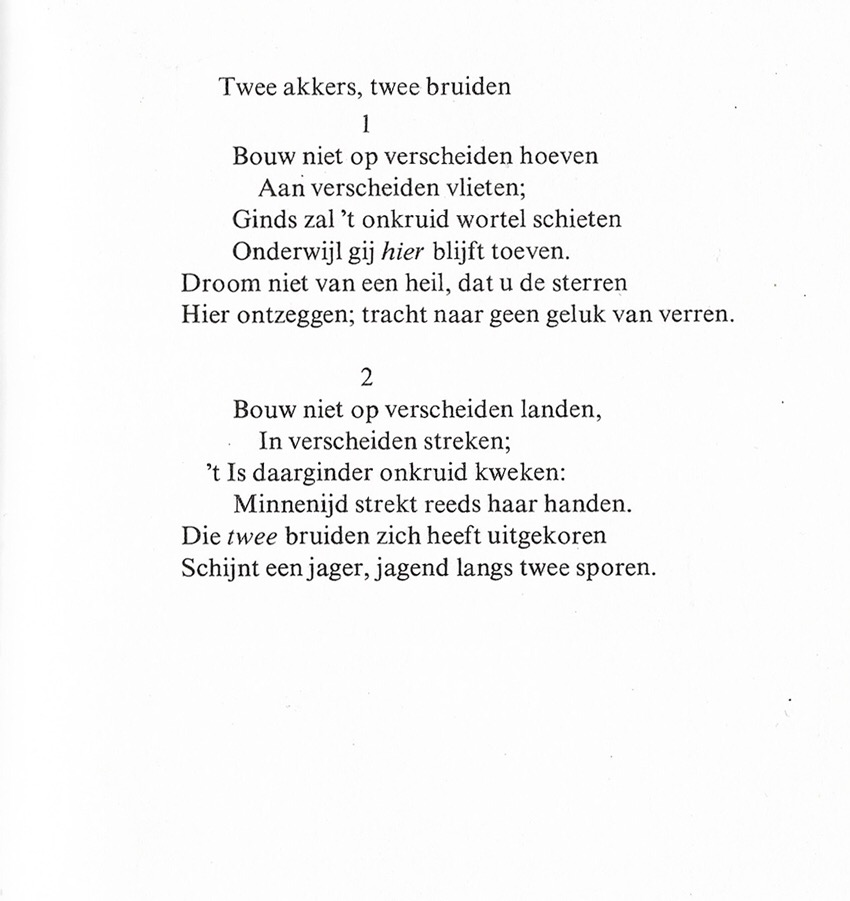 Twee akkers, twee bruiden
1
Bouw niet op verscheiden hoeven
Aan verscheiden vlieten;
Ginds zal ’t onkruid wortel schieten
Onderwijl gij hier blijft toeven.
Droom niet van een heil, dat u de sterren
Hier ontzeggen; tracht naar geen geluk van verren.
2
Bouw niet op verscheiden landen,
In verscheiden streken;
’t Is daarginder onkruid kweken:
Minnenijd strekt reeds haar handen.
Die twee bruiden zich heeft uitgekoren
Schijnt een jager, jagend langs twee sporen.